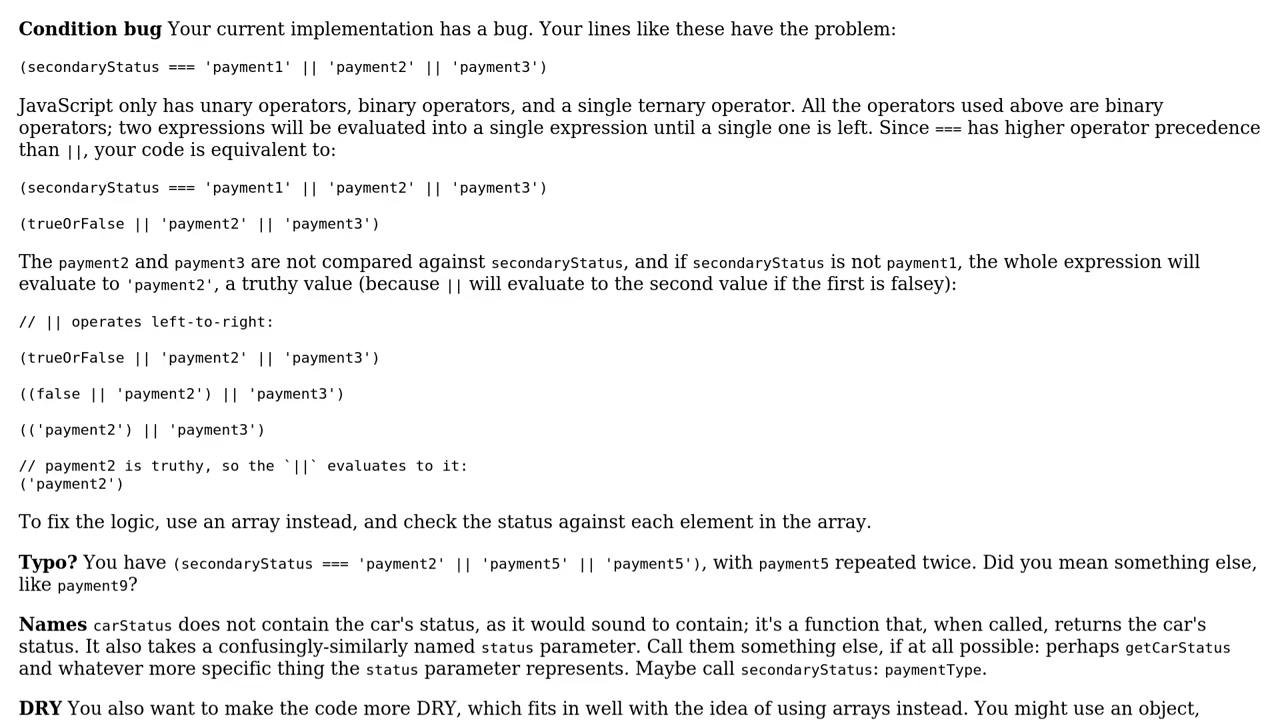 Condition bug Your current implementation has a bug. Your lines like these have the problem:
(secondaryStatus === 'payment1' || 'payment2' || 'payment3')
JavaScript only has unary operators, binary operators, and a single ternary operator. All the operators used above are binary
operators; two expressions will be evaluated into a single expression until a single one is left. Since === has higher operator precedence
than ||, your code is equivalent to:
(secondaryStatus === 'payment1' || 'payment2' || 'payment3')
(trueOrFalse || 'payment2' || 'payment3')
The payment2 and payment3 are not compared against secondaryStatus, and if secondaryStatus is not payment1, the whole expression will
evaluate to 'payment2', a truthy value (because || will evaluate to the second value if the first is falsey):
// || operates left-to-right:
(trueOrFalse || 'payment2' || 'payment3')
((false || 'payment2') || 'payment3')
(('payment2') || 'payment3')
// payment2 is truthy, so the `||` evaluates to it:
('payment2')
To fix the logic, use an array instead, and check the status against each element in the array.
Typo? You have (secondaryStatus === 'payment2' || 'payment5' || 'payment5'), with payment5 repeated twice. Did you mean something else,
like payment9?
Names carStatus does not contain the car's status, as it would sound to contain; it's a function that, when called, returns the car's
status. It also takes a confusingly-similarly named status parameter. Call them something else, if at all possible: perhaps getCarStatus
and whatever more specific thing the status parameter represents. Maybe call secondaryStatus: paymentType.
DRY You also want to make the code more DRY, which fits in well with the idea of using arrays instead. You might use an object,